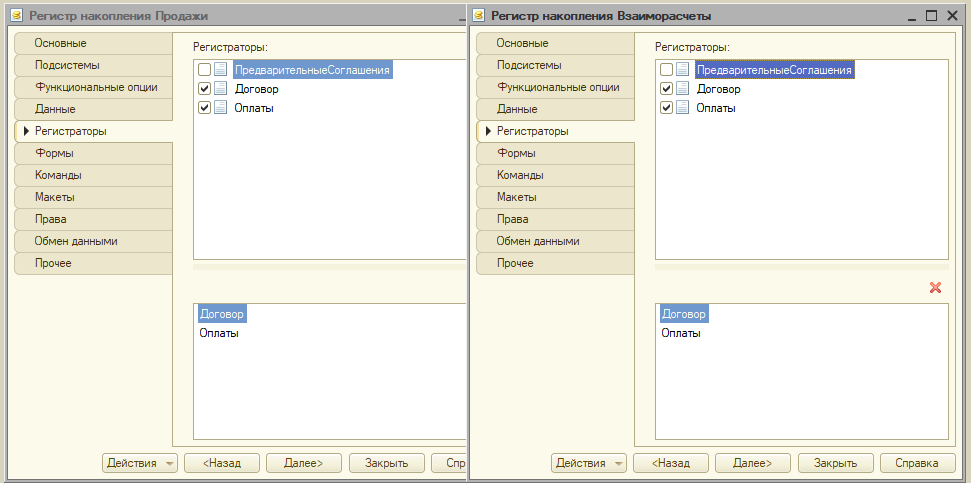 Регистр накопления Продажи
Основные
Подсистемы
Функциональные опции
Данные
Регистраторы
Формы
Команды
Макеты
Права
Обмен данными
Прочее
Регистраторы:
ПредварительныеСоглашения
Договор
Оплаты
Договор
Оплаты
Действия
<Назад
Далее>
Закрыть
Спр
Регистр накопления Взаиморасчеты
Основные
Подсистемы
Функциональные опции
Данные
Регистраторы
Формы
Команды
Макеты
Права
Обмен данными
Прочее
Регистраторы:
ПредварительныеСоглашения
Договор
Оплаты
Договор
Оплаты
Действия
<Назад
Далее>
Закрыть
Справка